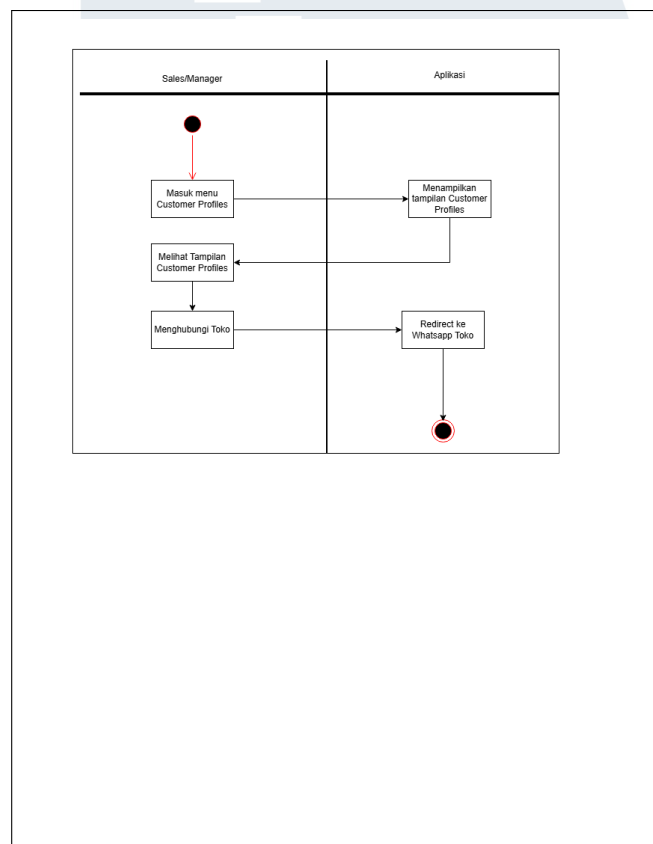 Sales/Manager
Aplikasi
Masuk menu
Customer Profiles
Menampilkan
tampilan Customer
Profiles
Melihat Tampilan
Customer Profiles
Menghubungi Toko
Redirect ke
Whatsapp Toko